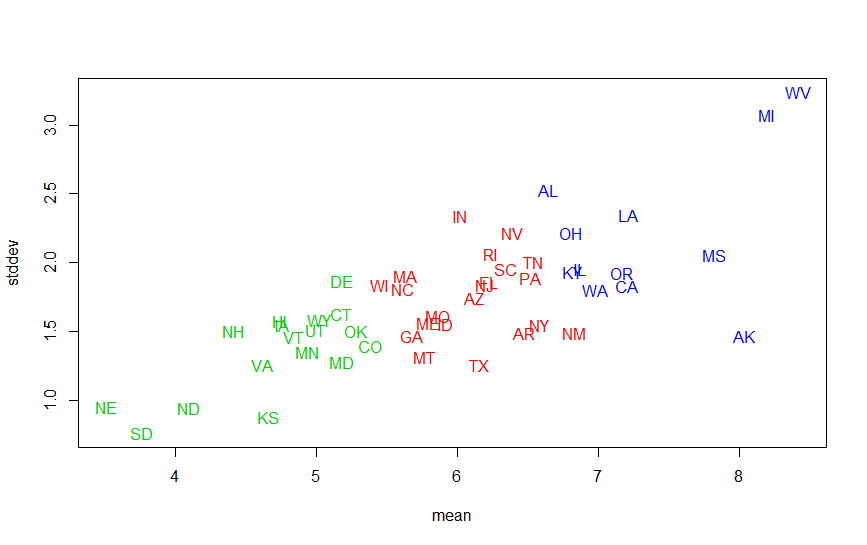 WV
MI
3.0
AL
2.5
LA
IN
NV
OH
RI
MS
TN
SC
IL
KY
OR
2.0
MA
PA
DE
FL
NJ
WI
CA
NC
WA
AZ
stddev
CT
MO
WY
HI
ID
ME
IA
NY
UT
NH
OK
AR
NM
1.5
VT
GA
AK
CO
MN
MT
MD
VA
TX
1.0
NE
ND
KS
SD
4 5 6 7 8
mean